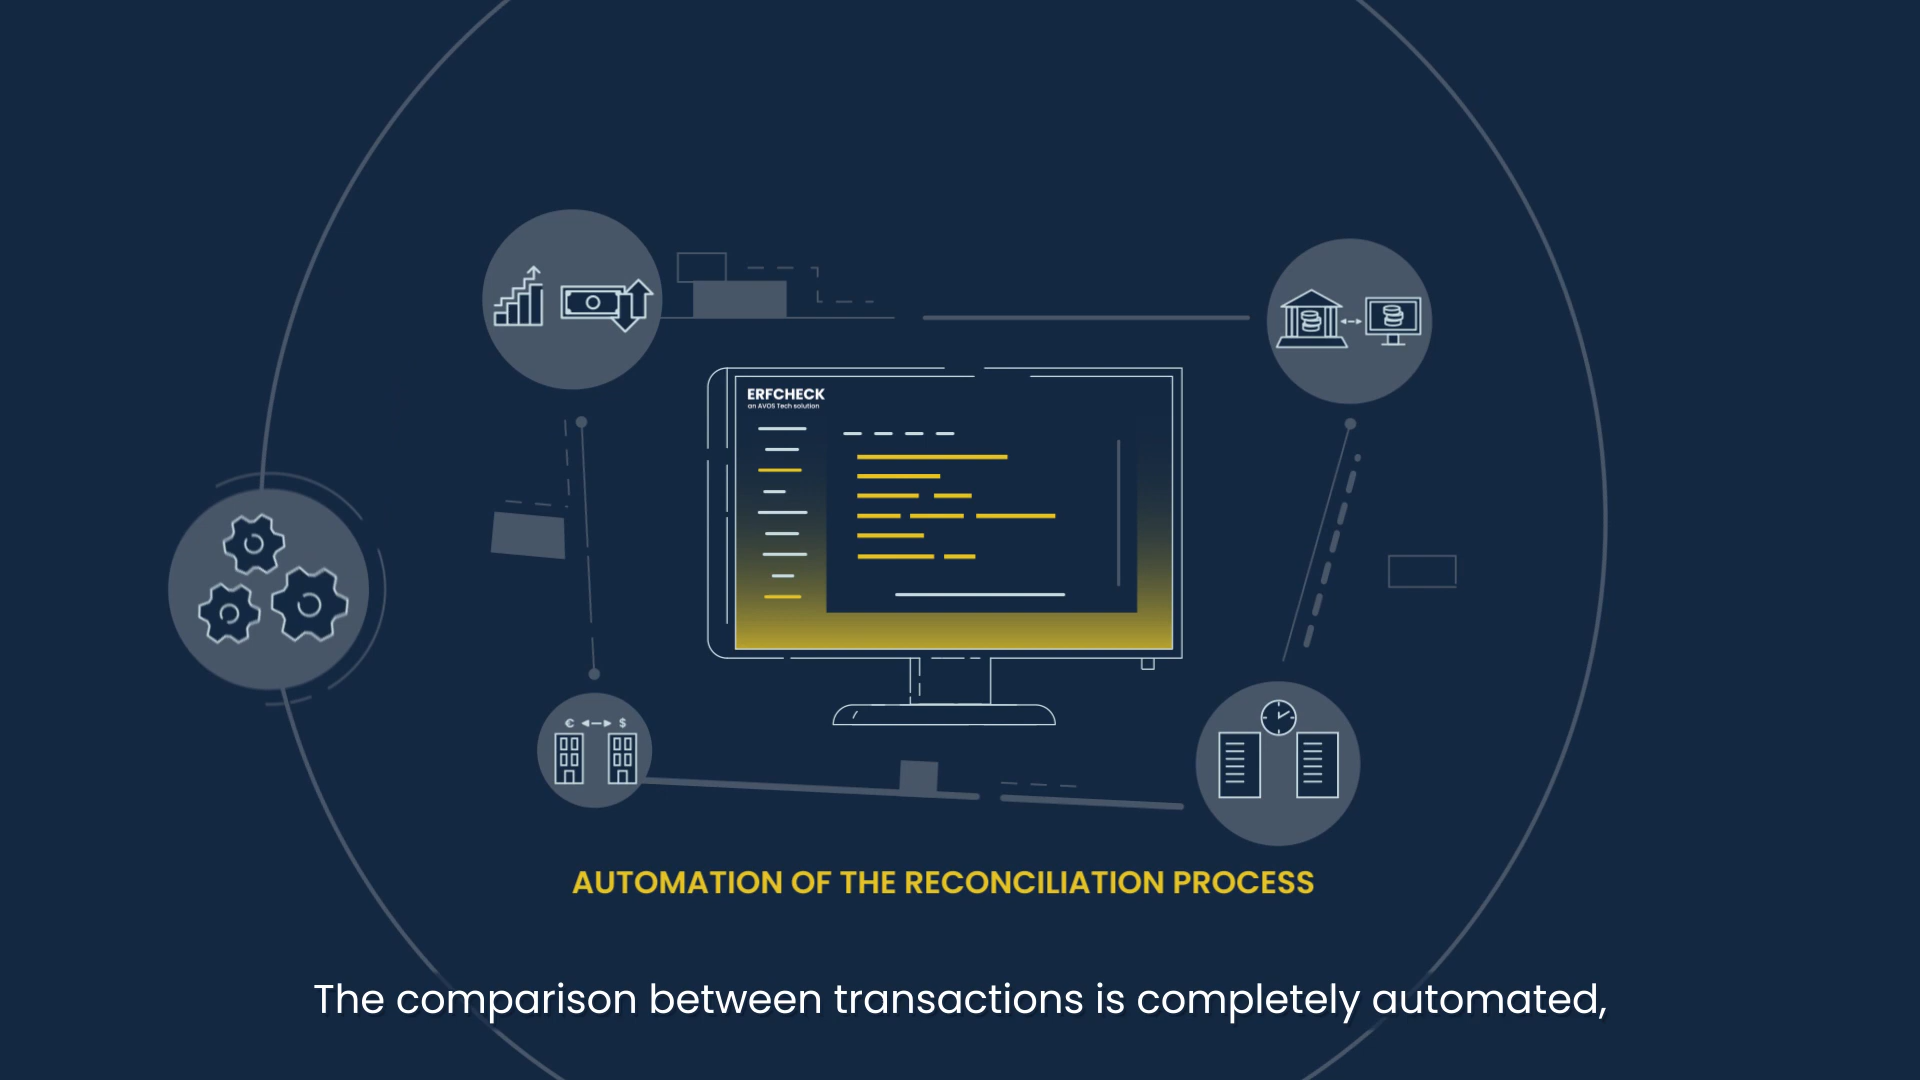 ERFCHECK
an AVOS Tech solution
€ $
AUTOMATION OF THE RECONCILIATION PROCESS
The comparison between transactions is completely automated,